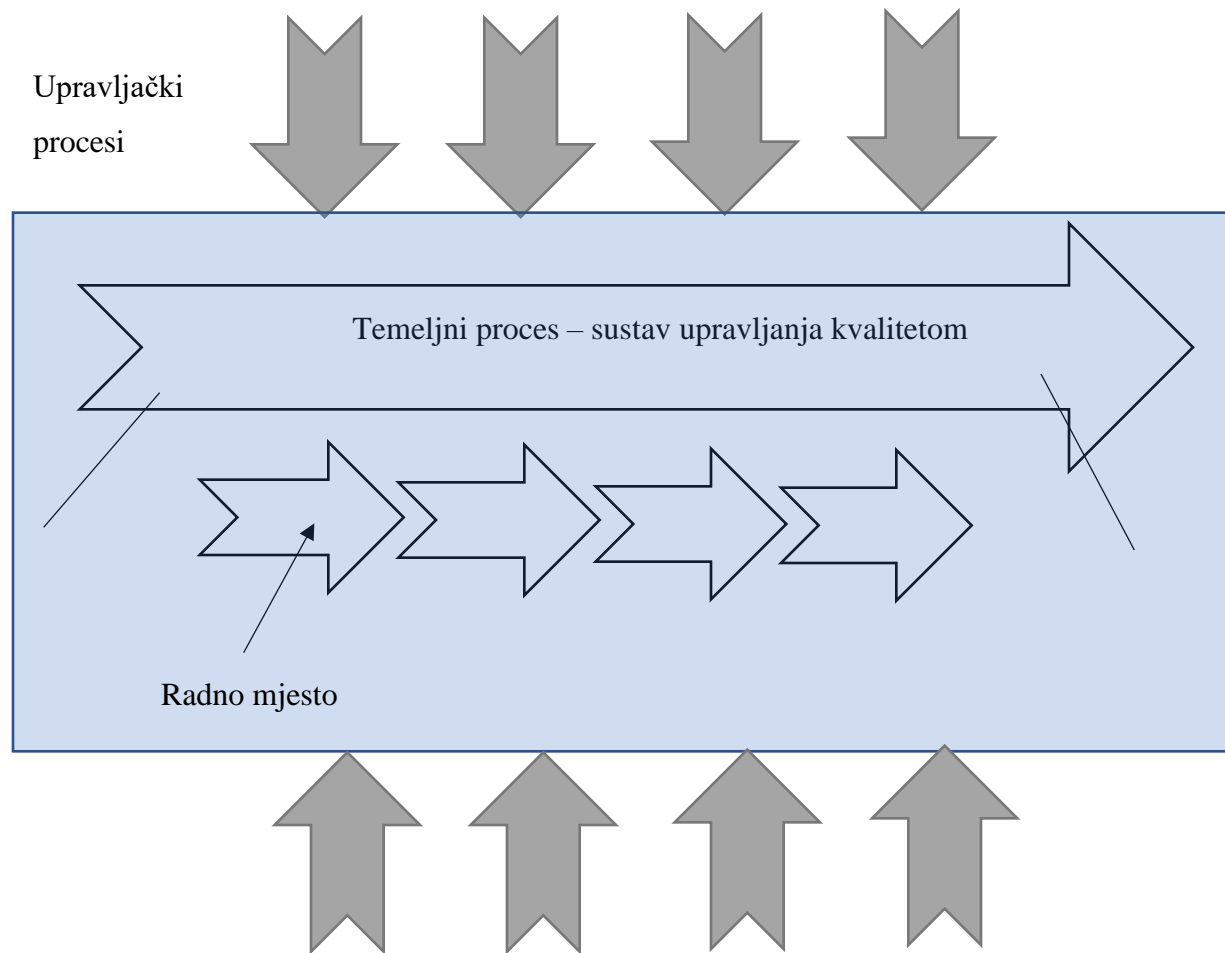 Upravljački
procesi
Temeljni proces – sustav upravljanja kvalitetom
Radno mjesto